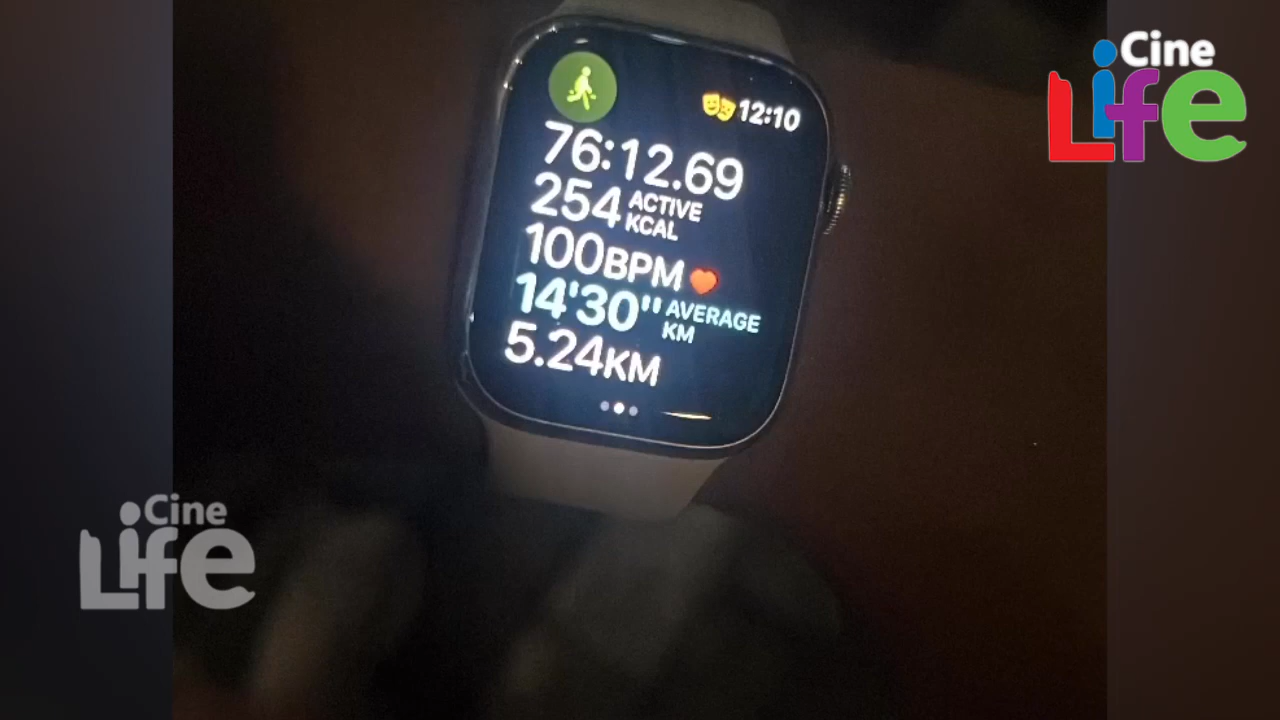 Cine
Life
12:10
76:12.69
254 ACTIVE
KCAL
100BPM
14'30'' AVERAGE
KM
5.24KM
Cine
Life